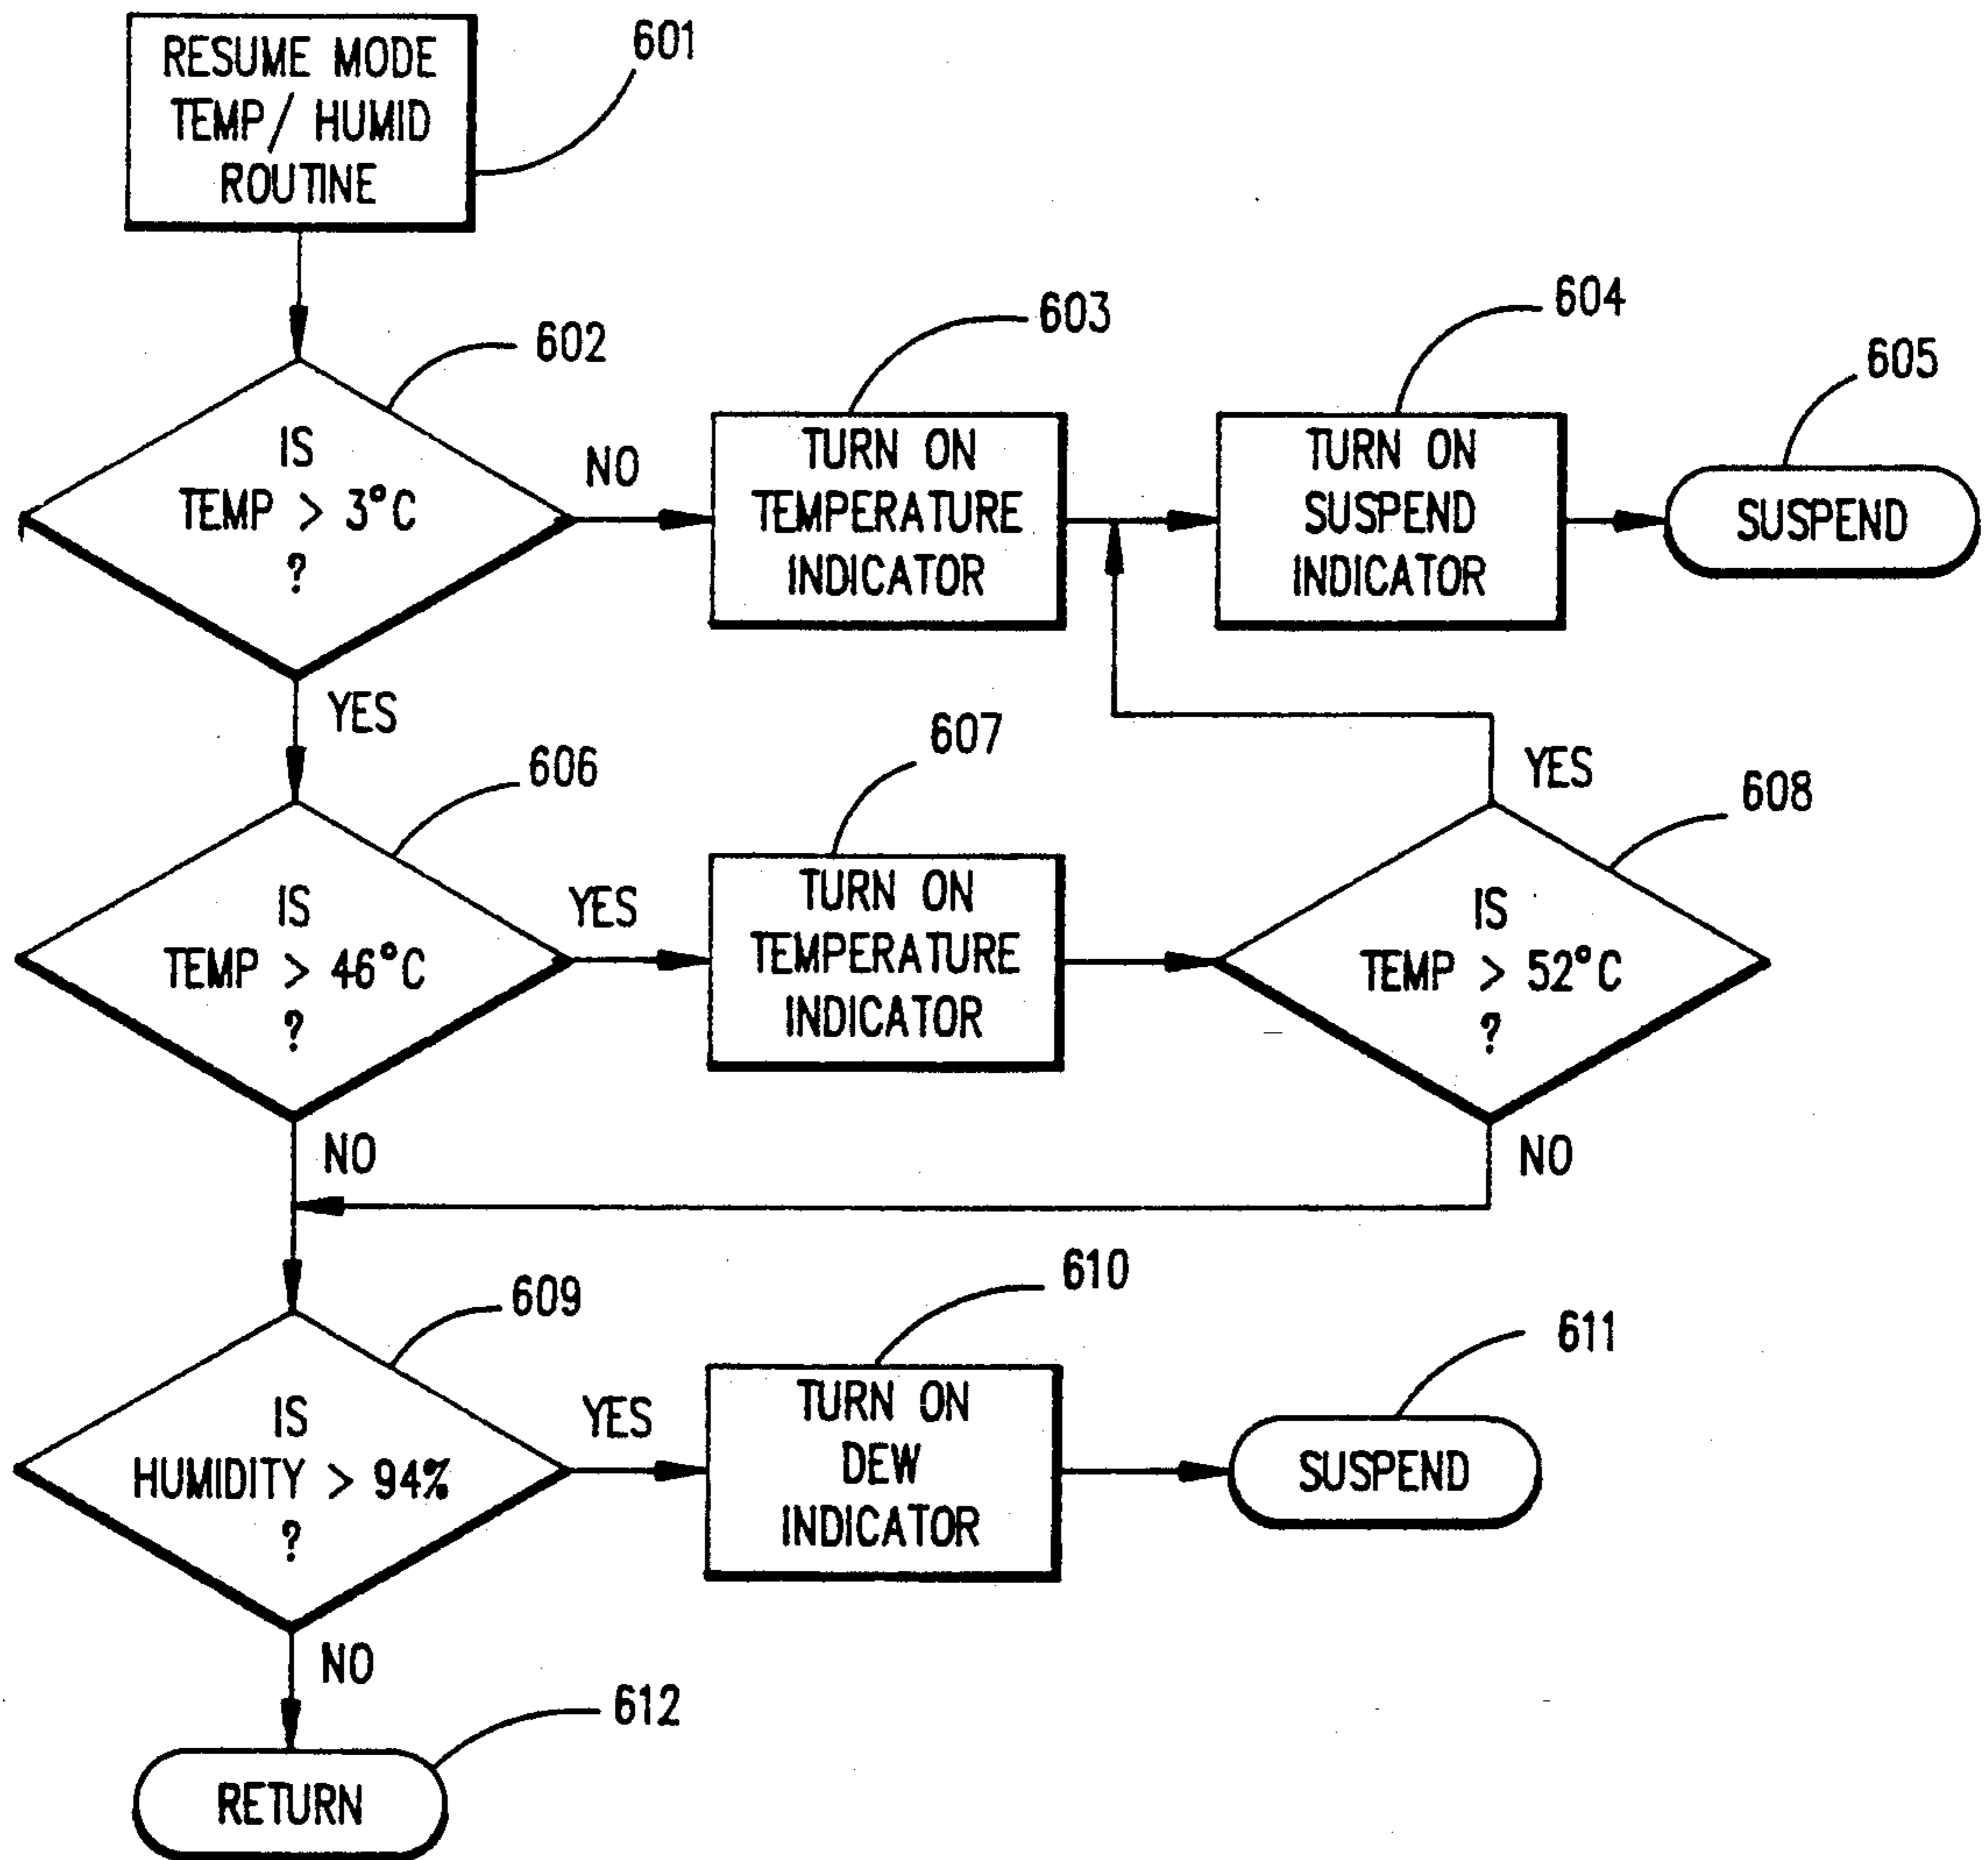 RESUME MODE
TEMP/ HUMID
ROUTINE
601
602
IS
TEMP > 3°C
?
NO
YES
603
TURN ON
TEMPERATURE
INDICATOR
604
TURN ON
SUSPEND
INDICATOR
605
SUSPEND
606
IS
TEMP > 46°C
?
YES
NO
607
TURN ON
TEMPERATURE
INDICATOR
608
YES
IS
TEMP > 52°C
?
NO
609
IS
HUMIDITY > 94%
?
YES
NO
610
TURN ON
DEW
INDICATOR
611
SUSPEND
612
RETURN